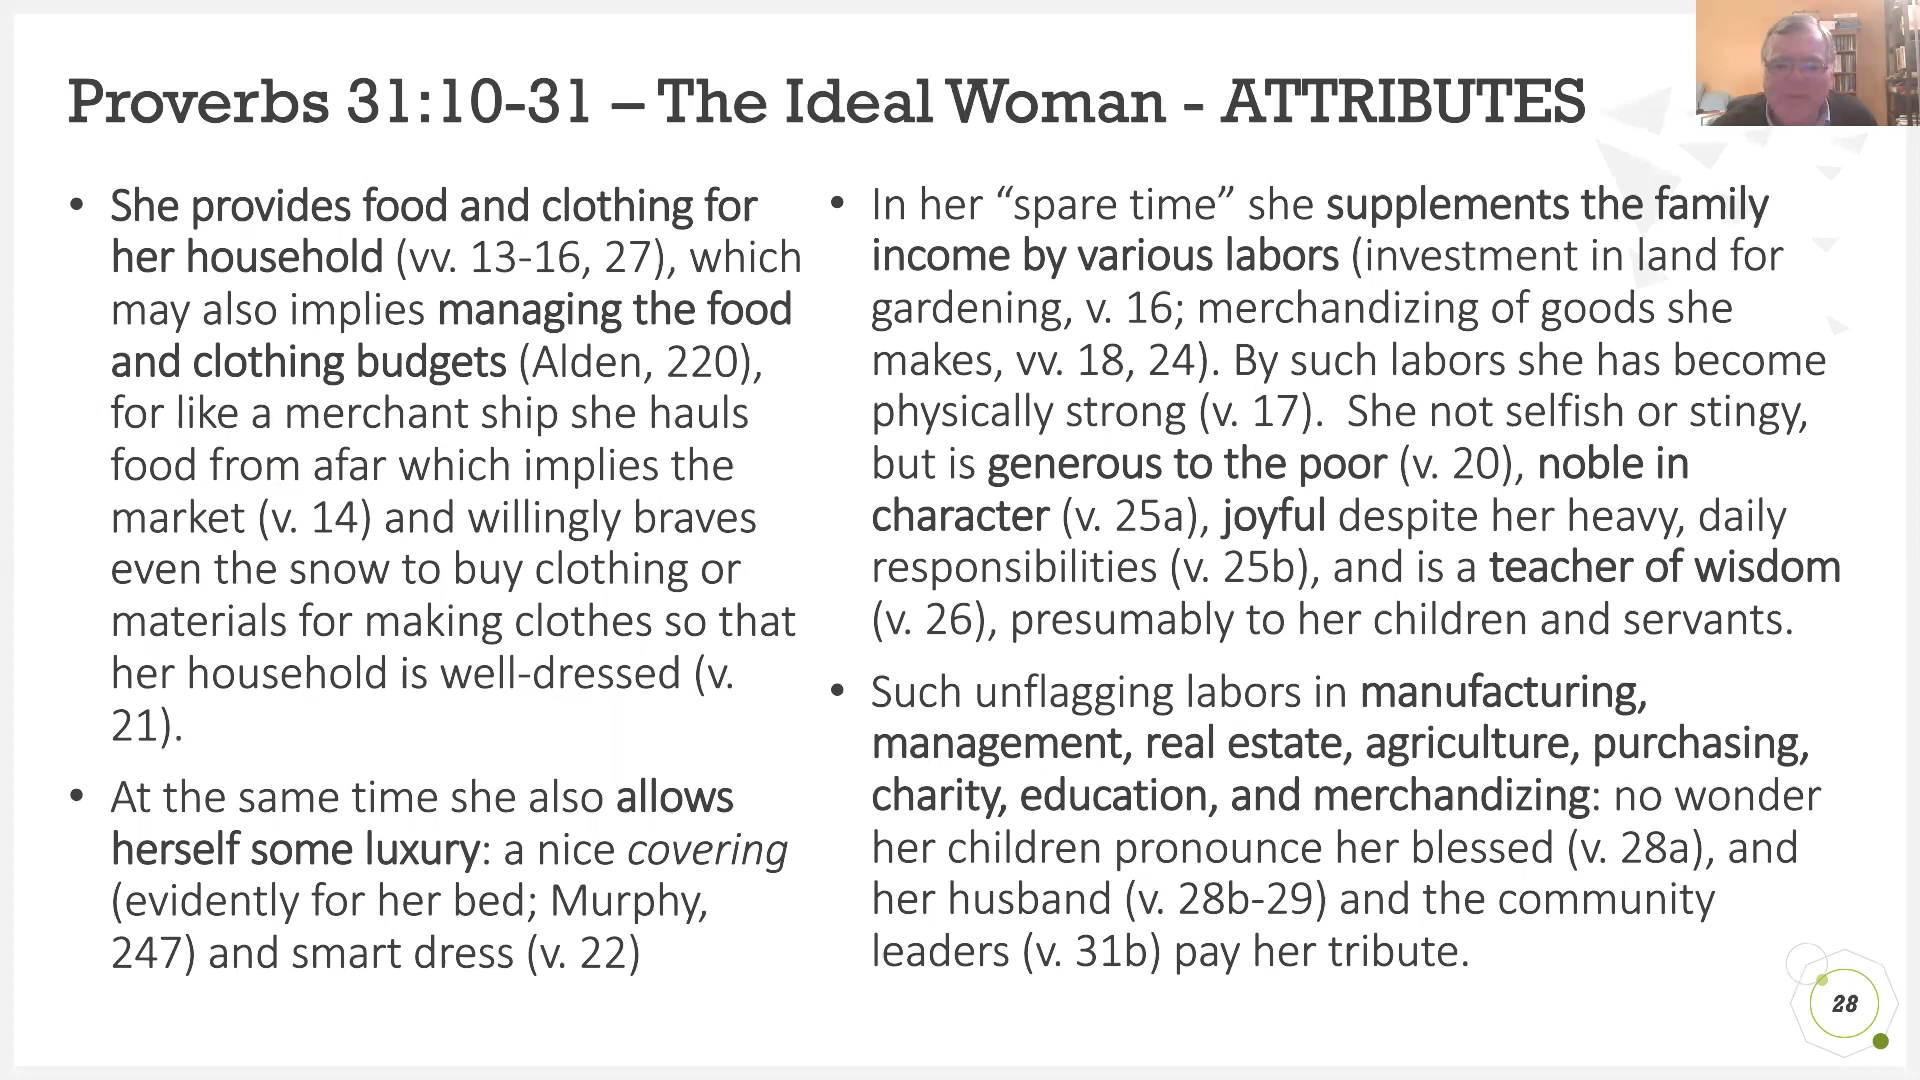 Proverbs 31:10-31 – The Ideal Woman - ATTRIBUTES
• She provides food and clothing for
her household (vv. 13-16, 27), which
may also implies managing the food
and clothing budgets (Alden, 220),
for like a merchant ship she hauls
food from afar which implies the
market (v. 14) and willingly braves
even the snow to buy clothing or
materials for making clothes so that
her household is well-dressed (v.
21).
• At the same time she also allows
herself some luxury: a nice covering
(evidently for her bed; Murphy,
247) and smart dress (v. 22)
• In her “spare time” she supplements the family
income by various labors (investment in land for
gardening, v. 16; merchandizing of goods she
makes, vv. 18, 24). By such labors she has become
physically strong (v. 17).  She not selfish or stingy,
but is generous to the poor (v. 20), noble in
character (v. 25a), joyful despite her heavy, daily
responsibilities (v. 25b), and is a teacher of wisdom
(v. 26), presumably to her children and servants.
• Such unflagging labors in manufacturing,
management, real estate, agriculture, purchasing,
charity, education, and merchandizing: no wonder
her children pronounce her blessed (v. 28a), and
her husband (v. 28b-29) and the community
leaders (v. 31b) pay her tribute.
28